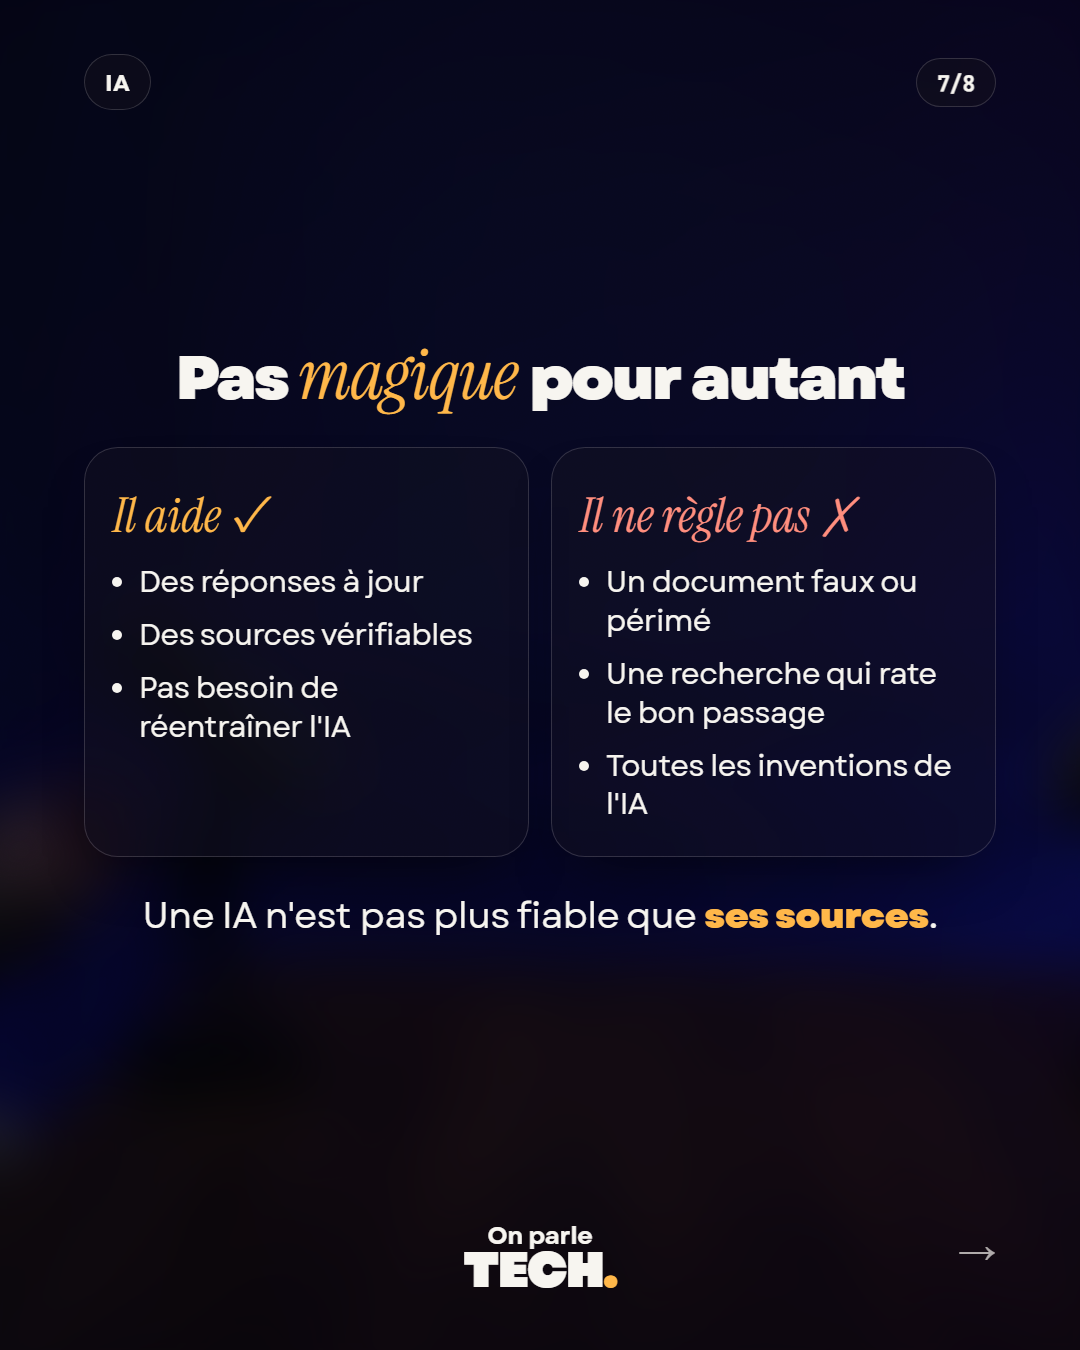 IA
7/8
Pas magique pour autant
Il aide ✓
• Des réponses à jour
• Des sources vérifiables
• Pas besoin de
réentraîner l'IA
Il ne règle pas ✗
• Un document faux ou
périmé
• Une recherche qui rate
le bon passage
• Toutes les inventions de
l'IA
Une IA n'est pas plus fiable que ses sources.
On parle
TECH.
→